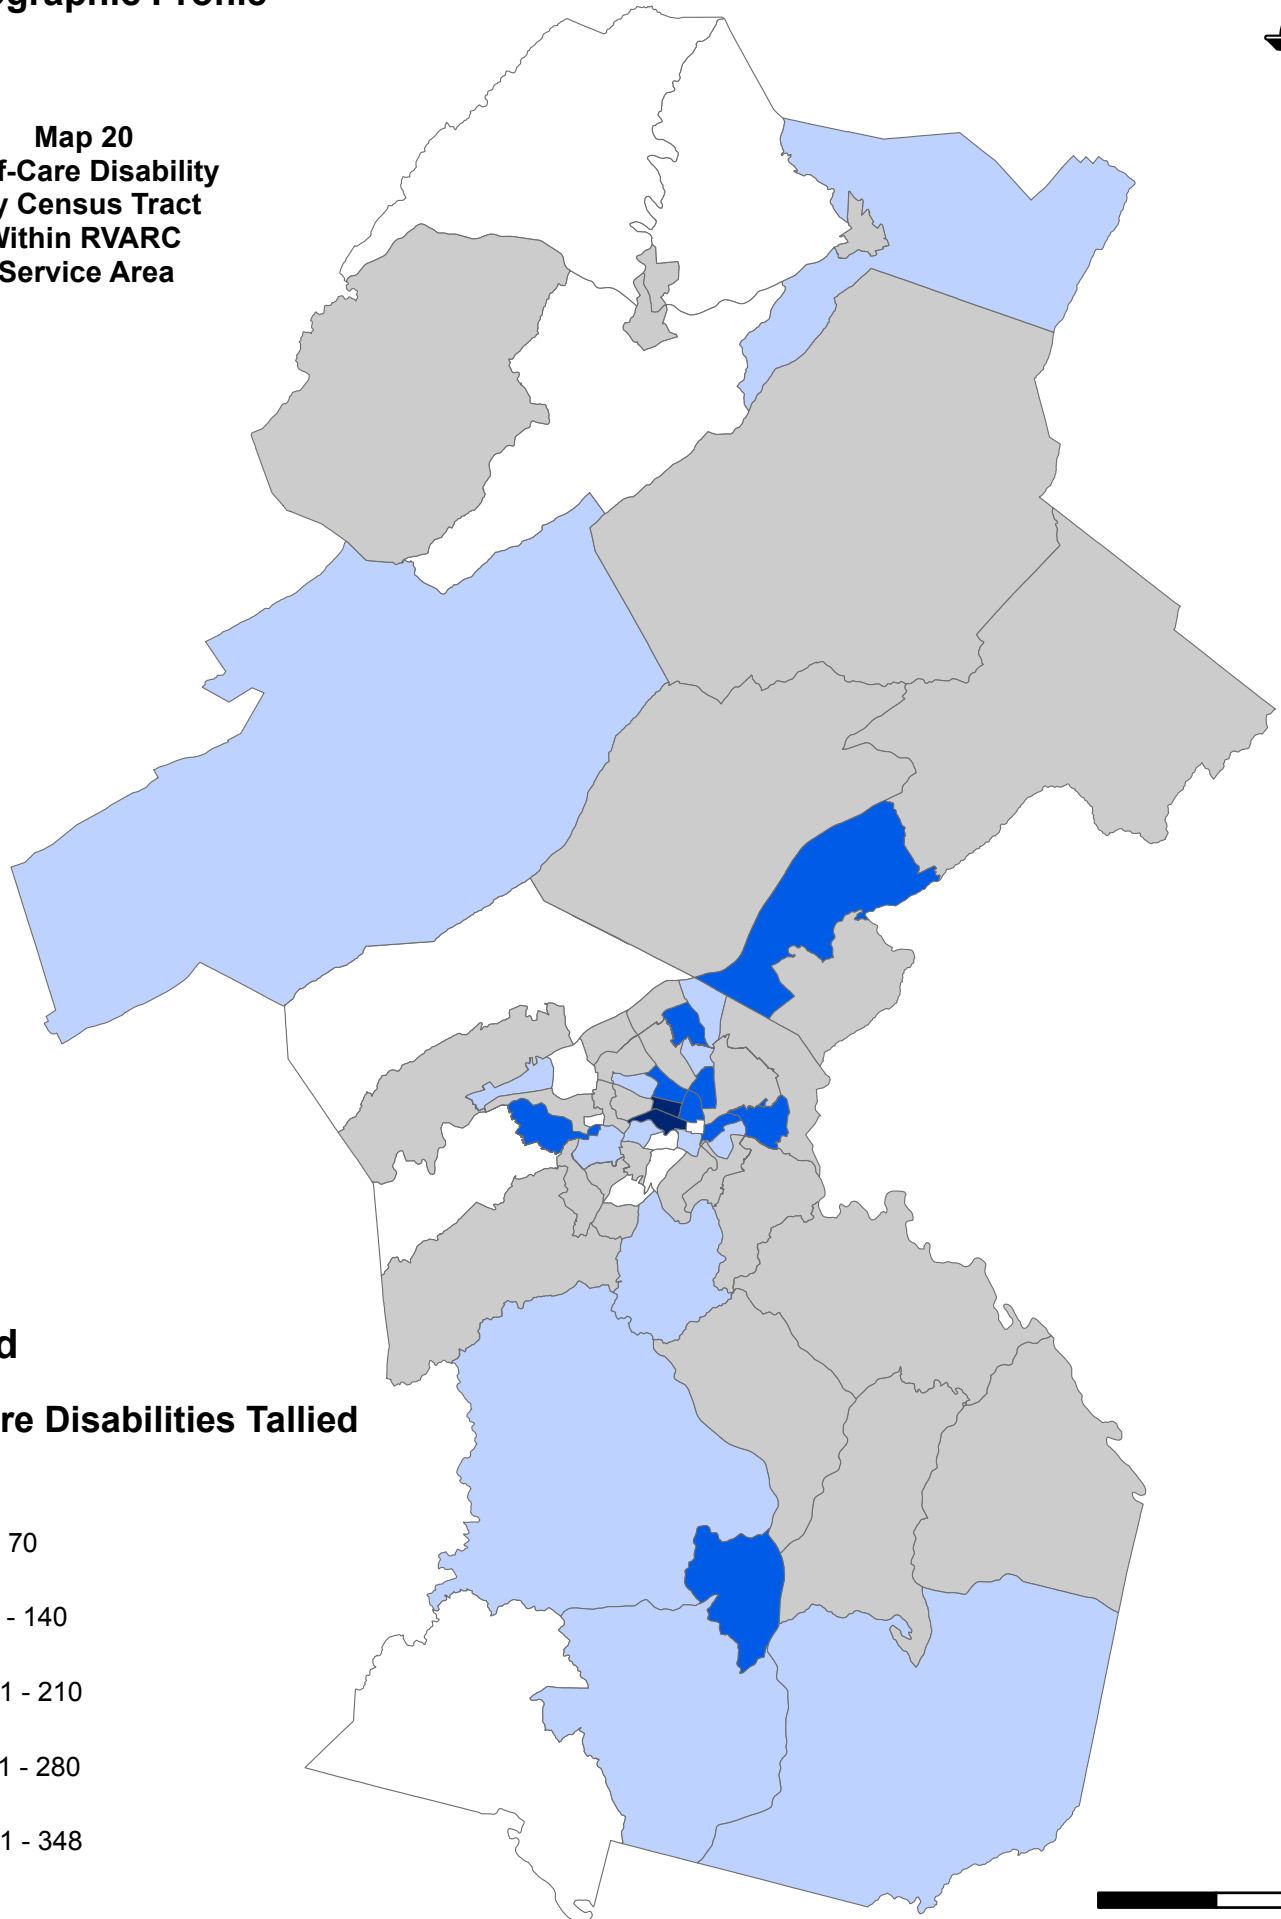 Map 20
f-Care Disability
y Census Tract
Within RVARC
Service Area
d
re Disabilities Tallied
70
- 140
1 - 210
1 - 280
1 - 348